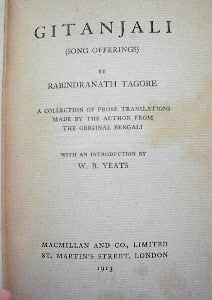 GITANJALI
(SONG OFFERINGS)
BY
RABINDRANATH TAGORE
A COLLECTION OF PROSE TRANSLATIONS
MADE BY THE AUTHOR FROM
THE ORIGINAL BENGALI
WITH AN INTRODUCTION BY
W. B. YEATS
MACMILLAN AND CO., LIMITED
ST. MARTIN'S STREET, LONDON
1913